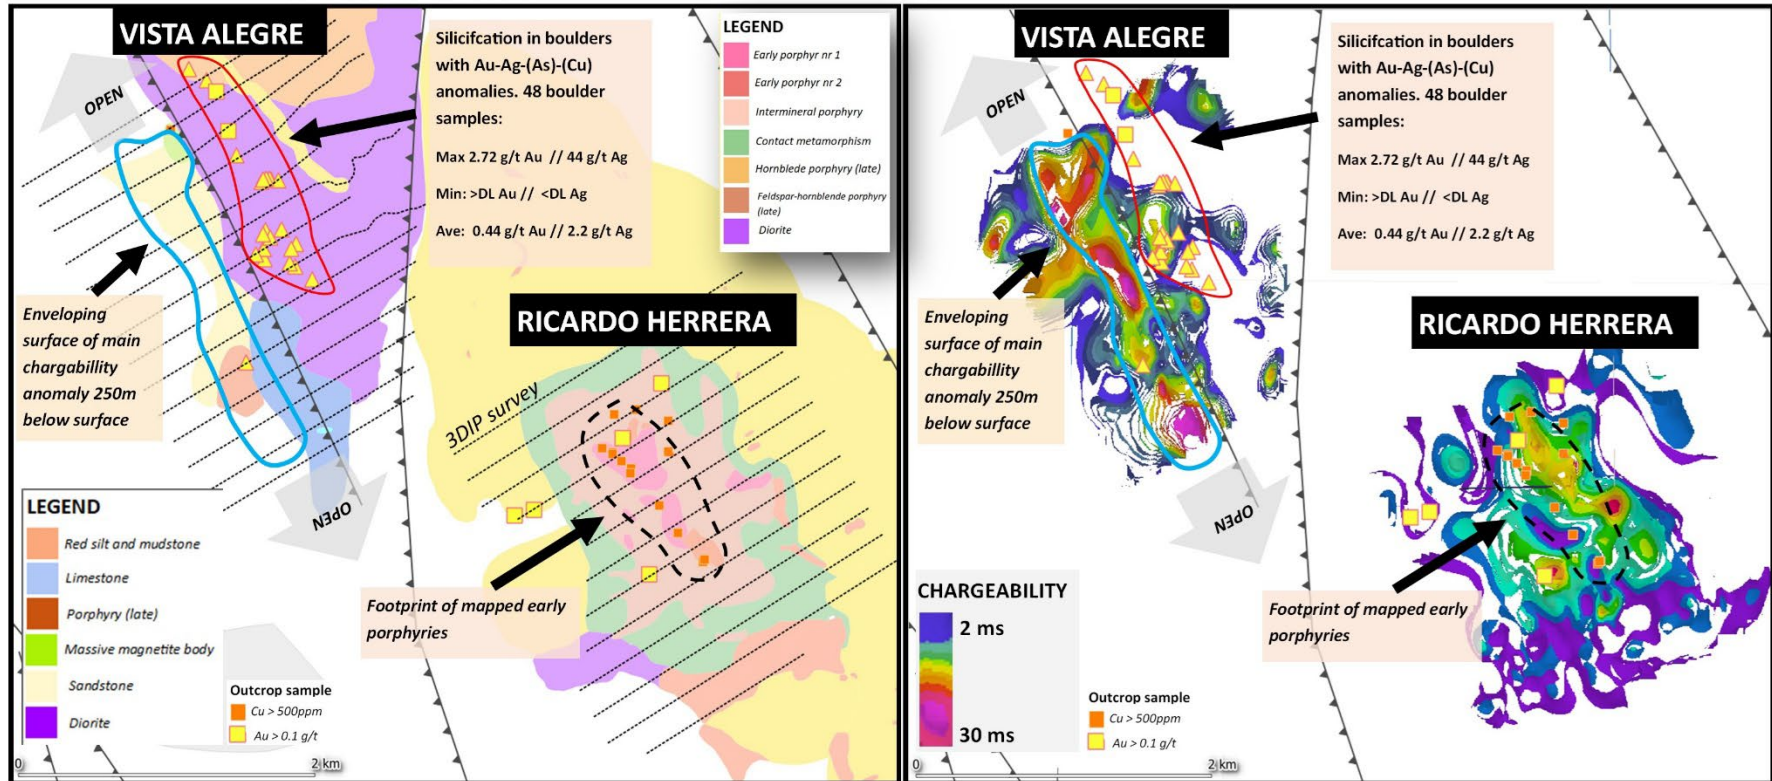 VISTA ALEGRE
OPEN
Silicifcation in boulders
with Au-Ag-(As)-(Cu)
anomalies. 48 boulder
samples:
Max 2.72 g/t Au // 44 g/t Ag
Min: >DL Au // <DL Ag
Ave: 0.44 g/t Au // 2.2 g/t Ag
LEGEND
Early porphyr nr 1
Early porphyr nr 2
Intermineral porphyry
Contact metamorphism
Hornblede porphyry (late)
Feldspar-hornblende porphyry
(late)
Diorite
Enveloping
surface of main
chargabillity
anomaly 250m
below surface
RICARDO HERRERA
3DIP survey
OPEN
Footprint of mapped early
porphyries
LEGEND
Red silt and mudstone
Limestone
Porphyry (late)
Massive magnetite body
Sandstone
Diorite
Outcrop sample
Cu > 500ppm
Au > 0.1 g/t
0
2 km
VISTA ALEGRE
OPEN
Silicifcation in boulders
with Au-Ag-(As)-(Cu)
anomalies. 48 boulder
samples:
Max 2.72 g/t Au // 44 g/t Ag
Min: >DL Au // <DL Ag
Ave: 0.44 g/t Au // 2.2 g/t Ag
Enveloping
surface of main
chargabillity
anomaly 250m
below surface
RICARDO HERRERA
OPEN
Footprint of mapped early
porphyries
CHARGEABILITY
2 ms
30 ms
Outcrop sample
Cu > 500ppm
Au > 0.1 g/t
0
2 km